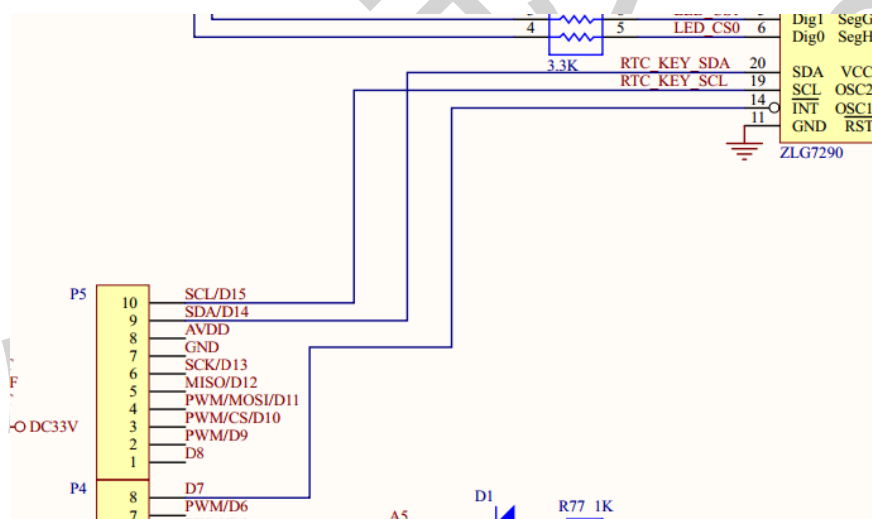 Dig1 SegG
4 5 LED_CS0 6 Dig0 SegH
3.3K RTC_KEY_SDA 20 SDA VCC
RTC_KEY_SCL 19 SCL OSC2
14 INT OSC1
11 GND RST
ZLG7290
P5
10 SCL/D15
9 SDA/D14
8 AVDD
7 GND
6 SCK/D13
5 MISO/D12
4 PWM/MOSI/D11
3 PWM/CS/D10
DC33V
2 PWM/D9
1 D8
P4
8 D7
7 PWM/D6
D1
R77 1K
A5
F